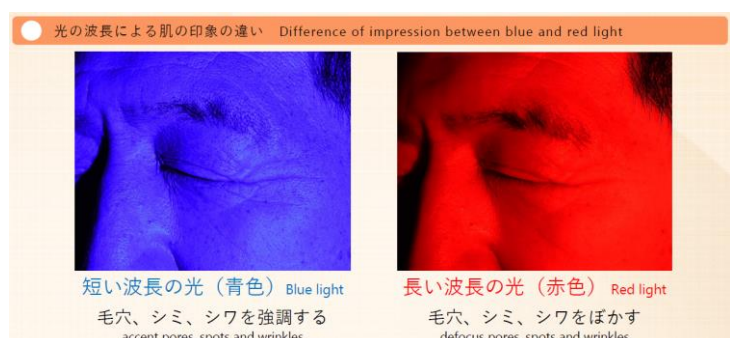 光の波長による肌の印象の違い Difference of impression between blue and red light
短い波長の光（青色）Blue light
毛穴、シミ、シワを強調する
accent pores, spots and wrinkles
長い波長の光（赤色）Red light
毛穴、シミ、シワをぼかす
defocus pores, spots and wrinkles